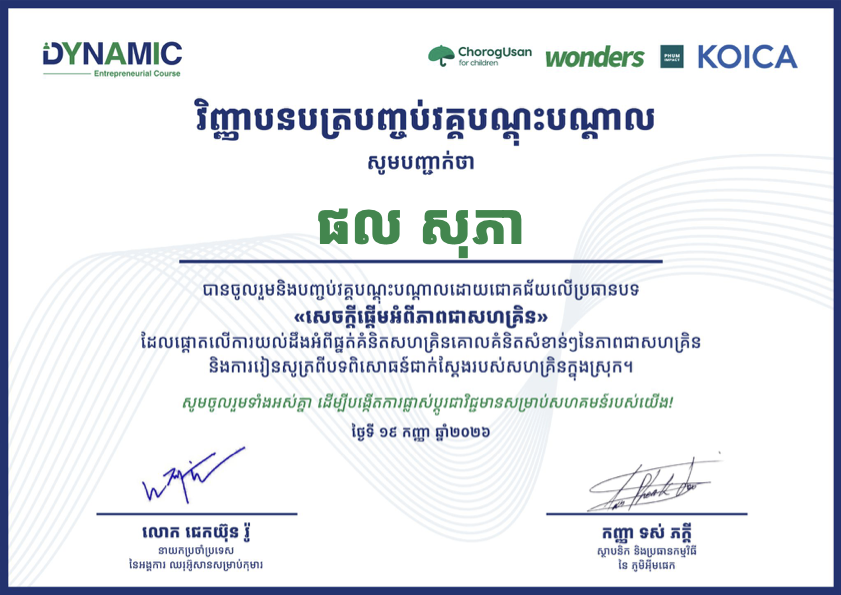 DYNAMIC
Entrepreneurial Course
ChorogUsan
for children
wonders
PHUM
IMPACT
KOICA
វិញ្ញាបនបត្របញ្ចប់វគ្គបណ្តុះបណ្តាល
សូមបញ្ជាក់ថា
ផល សុភា
បានចូលរួមនិងបញ្ចប់វគ្គបណ្តុះបណ្តាលដោយជោគជ័យលើប្រធានបទ
«សេចក្តីផ្តើមអំពីភាពជាសហគ្រិន»
ដែលផ្តោតលើការយល់ដឹងអំពីផ្នត់គំនិតសហគ្រិនគោលគំនិតសំខាន់ៗនៃភាពជាសហគ្រិន
និងការរៀនសូត្រពីបទពិសោធន៍ជាក់ស្តែងរបស់សហគ្រិនក្នុងស្រុក។
សូមចូលរួមទាំងអស់គ្នា ដើម្បីបង្កើតការផ្លាស់ប្តូរជាវិជ្ជមានសម្រាប់សហគមន៍របស់យើង!
ថ្ងៃទី ១៩ កញ្ញា ឆ្នាំ២០២៦
លោក ជេកយ៉ុន រ៉ូ
នាយកប្រចាំប្រទេស
នៃអង្គការ ឈរុអ៊ូសានសម្រាប់កុមារ
កញ្ញា ទស់ ភក្តី
ស្ថាបនិក និងប្រធានកម្មវិធី
នៃ ភូមិអ៊ីមផេក